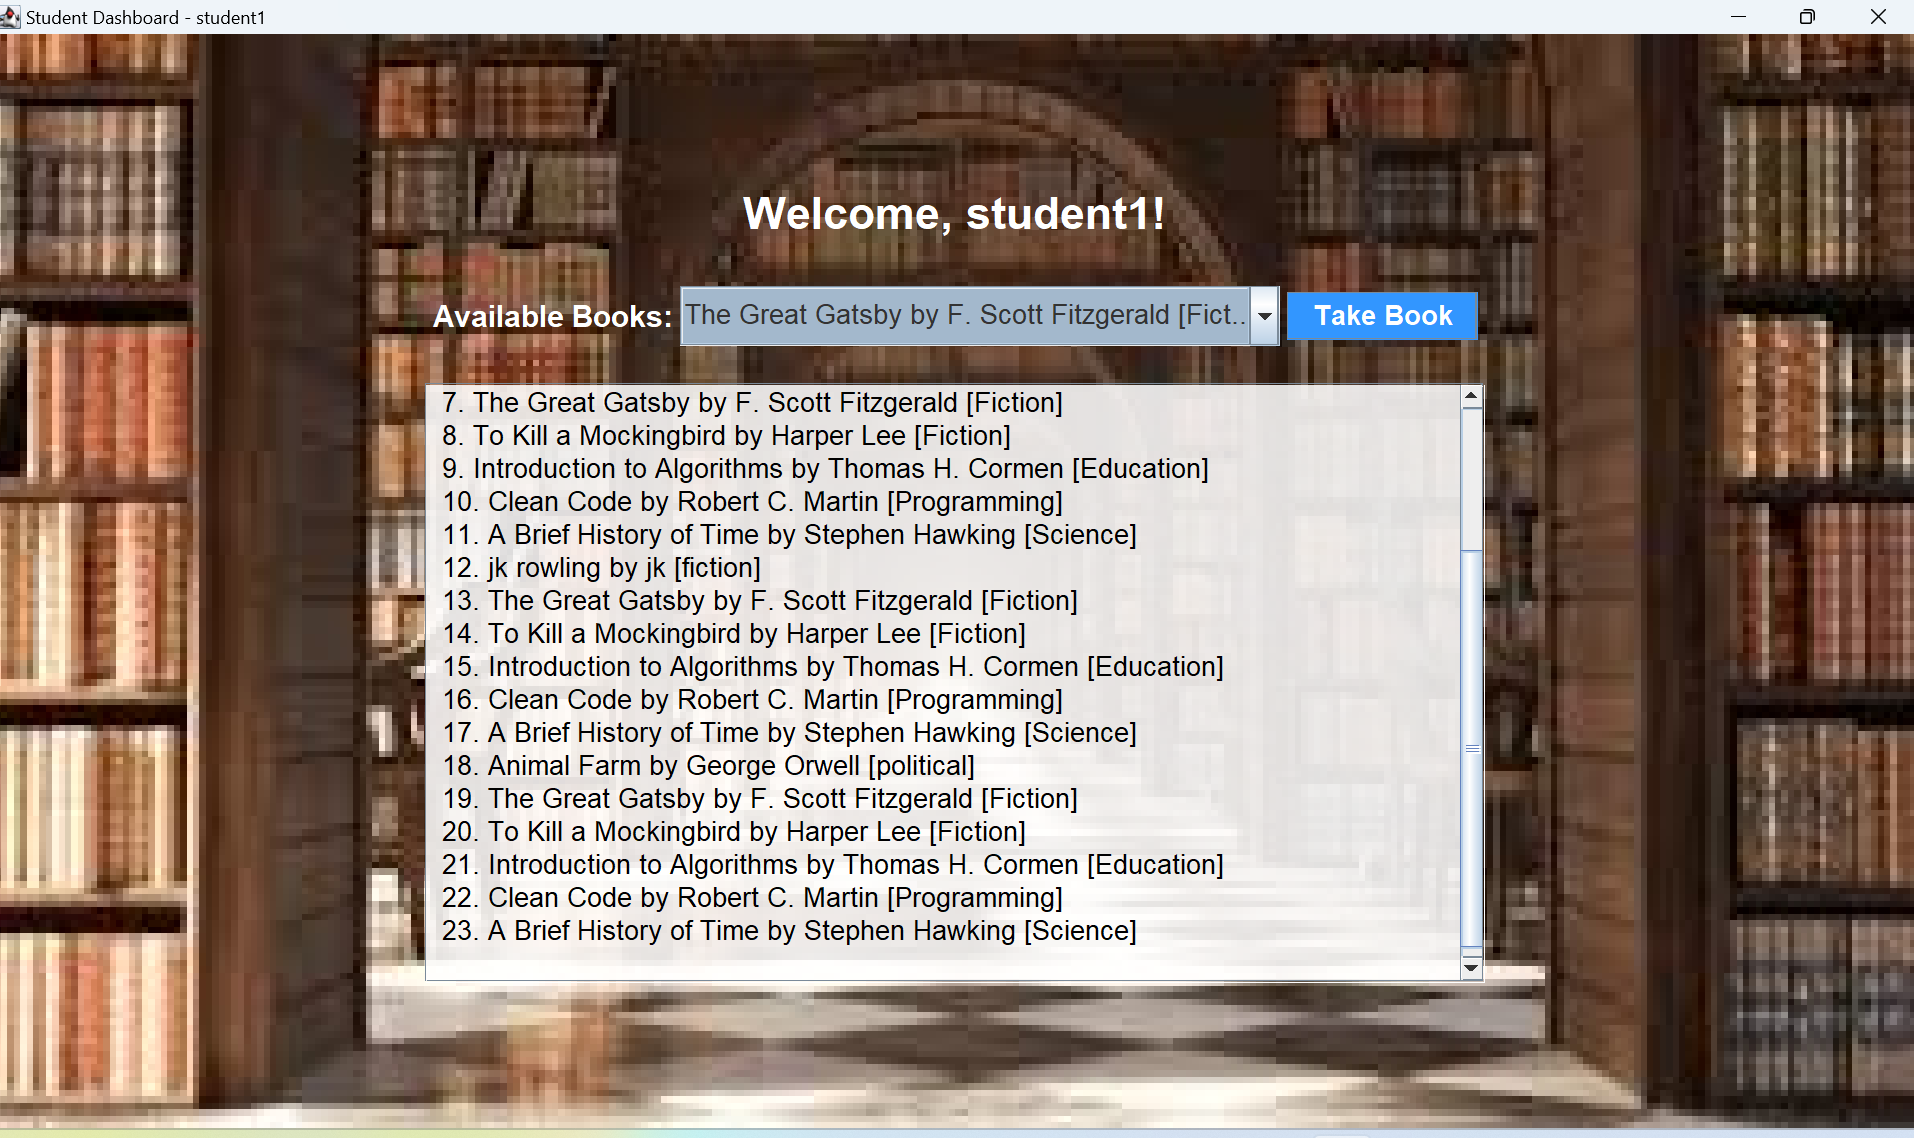 Student Dashboard - student1
Welcome, student1!
Available Books: The Great Gatsby by F. Scott Fitzgerald [Fict... Take Book
7. The Great Gatsby by F. Scott Fitzgerald [Fiction]
8. To Kill a Mockingbird by Harper Lee [Fiction]
9. Introduction to Algorithms by Thomas H. Cormen [Education]
10. Clean Code by Robert C. Martin [Programming]
11. A Brief History of Time by Stephen Hawking [Science]
12. jk rowling by jk [fiction]
13. The Great Gatsby by F. Scott Fitzgerald [Fiction]
14. To Kill a Mockingbird by Harper Lee [Fiction]
15. Introduction to Algorithms by Thomas H. Cormen [Education]
16. Clean Code by Robert C. Martin [Programming]
17. A Brief History of Time by Stephen Hawking [Science]
18. Animal Farm by George Orwell [political]
19. The Great Gatsby by F. Scott Fitzgerald [Fiction]
20. To Kill a Mockingbird by Harper Lee [Fiction]
21. Introduction to Algorithms by Thomas H. Cormen [Education]
22. Clean Code by Robert C. Martin [Programming]
23. A Brief History of Time by Stephen Hawking [Science]